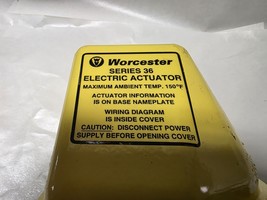 Worcester
SERIES 36
ELECTRIC ACTUATOR
MAXIMUM AMBIENT TEMP. 150°F
ACTUATOR INFORMATION
IS ON BASE NAMEPLATE
WIRING DIAGRAM
IS INSIDE COVER
CAUTION: DISCONNECT POWER
SUPPLY BEFORE OPENING COVER